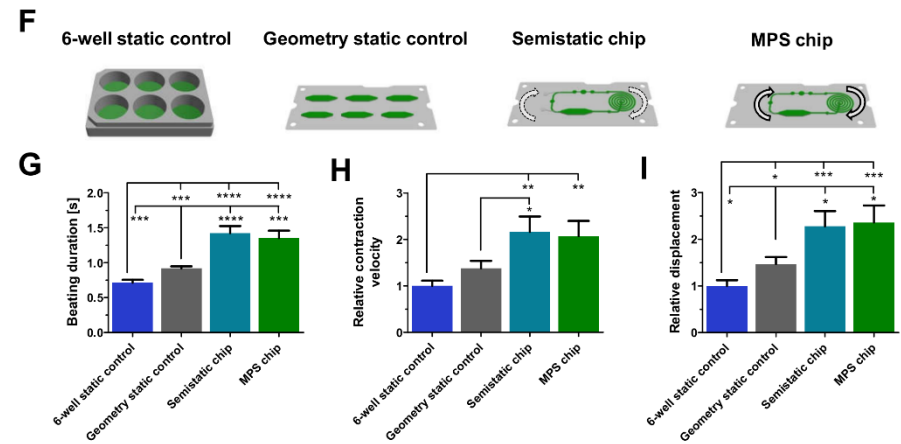 F
6-well static control Geometry static control Semistatic chip MPS chip
G
Beating duration [s]
2.0
1.5
1.0
0.5
0.0
*** **** ****
*** *** **** ***
6-well static control
Geometry static control
Semistatic chip
MPS chip
H
Relative contraction
velocity
3
2
1
0
** **
*
6-well static control
Geometry static control
Semistatic chip
MPS chip
I
Relative displacement
3
2
1
0
* *** ***
* * *
6-well static control
Geometry static control
Semistatic chip
MPS chip